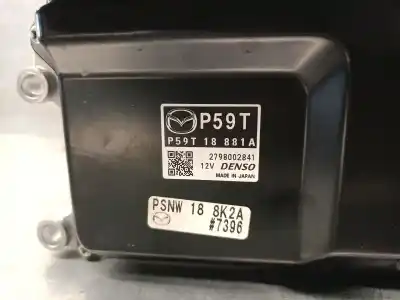 P59T
P59T 18 881A
2798002841
12V DENSO
MADE IN JAPAN
PSNW 18 8K2A
#7396